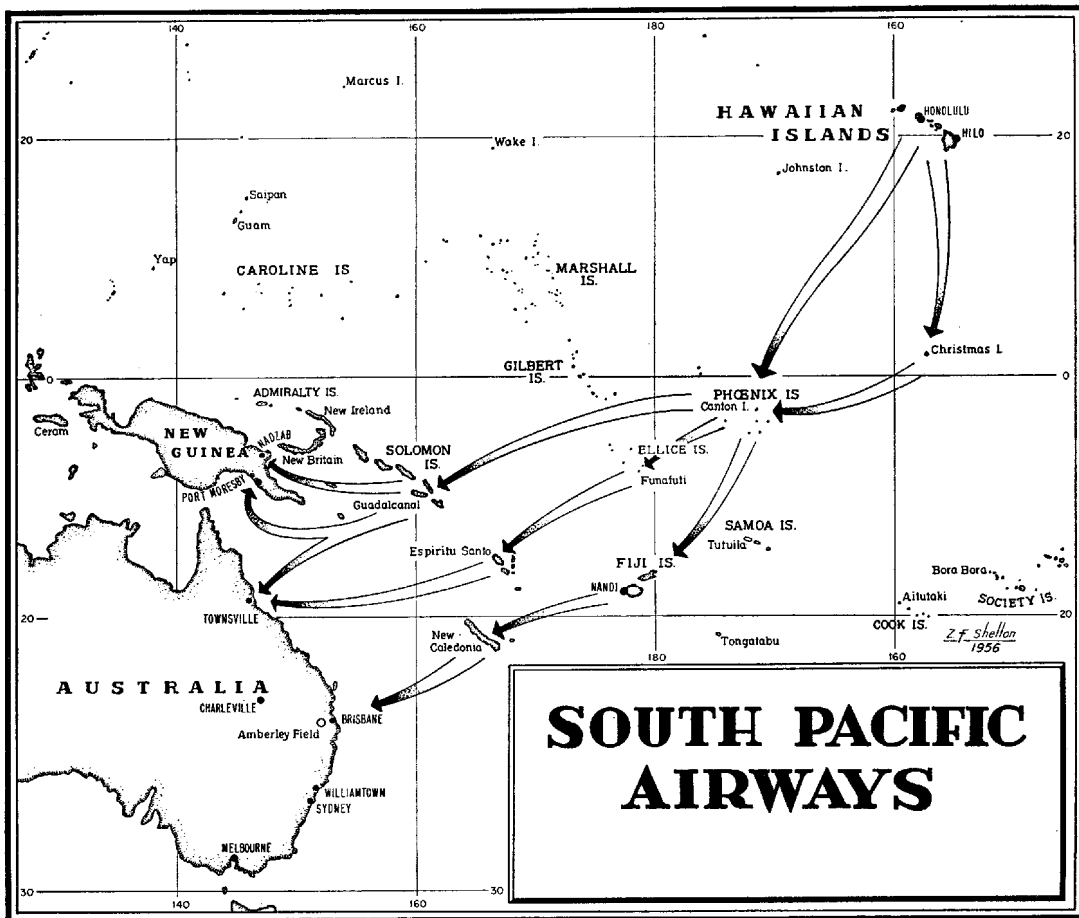 140
160
180
160
Marcus I.
HAWAIIAN
ISLANDS
HONOLULU
HILO
20
20
Wake I.
Johnston I.
Saipan
Guam
Yap
CAROLINE IS
MARSHALL
IS.
Christmas I.
GILBERT
IS.
0
0
PHŒNIX IS
Canton I.
ADMIRALTY IS.
New Ireland
Ceram
NEW
GUINEA
NADZAB
New Britain
SOLOMON
IS.
ELLICE IS.
Funafuti
PORT MORESBY
Guadalcanal
Espiritu Santo
SAMOA IS.
Tutuila
FIJI IS.
NANDI
Bora Bora
SOCIETY IS.
Aitutaki
COOK IS.
20
20
TOWNSVILLE
New
Caledonia
Tongatabu
Z.F. Shelton
1956
180
160
AUSTRALIA
CHARLEVILLE
BRISBANE
Amberley Field
SOUTH PACIFIC
AIRWAYS
WILLIAMTOWN
SYDNEY
MELBOURNE
30
30
140
160